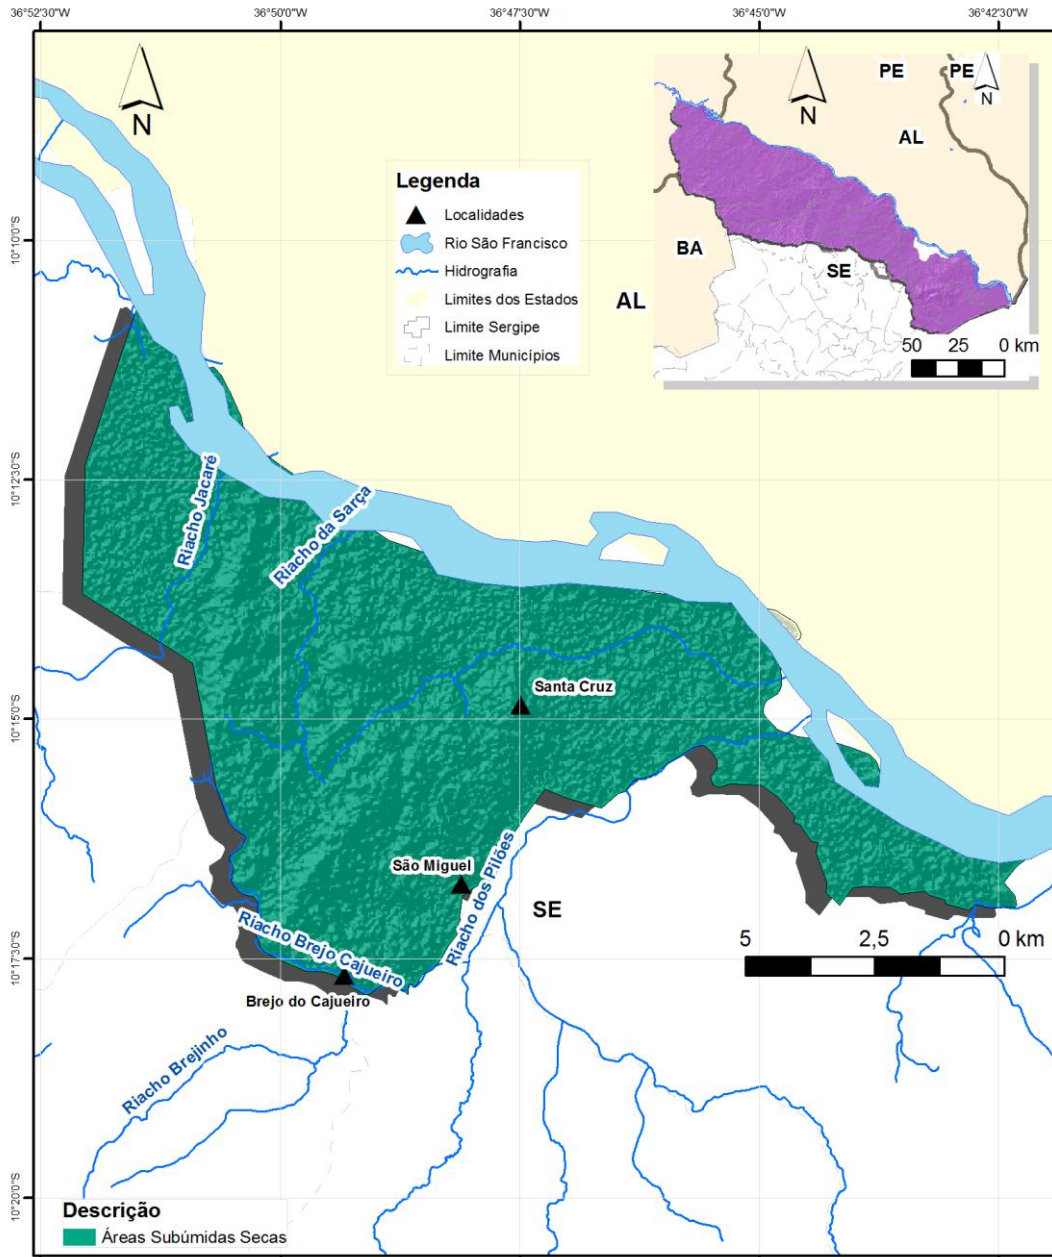 36°52'30"W
36°50'0"W
36°47'30"W
36°45'0"W
36°42'30"W
N
N
N
PE
PE
AL
BA
SE
50 25 0 km
Legenda
Localidades
Rio São Francisco
Hidrografia
Limites dos Estados
Limite Sergipe
Limite Municípios
AL
10°10'0"S
10°12'30"S
10°15'0"S
10°17'30"S
10°20'0"S
Riacho Jacaré
Riacho da Sarça
Santa Cruz
São Miguel
Riacho dos Pilões
SE
Riacho Brejo Cajueiro
Brejo do Cajueiro
Riacho Brejinho
5 2,5 0 km
Descrição
Áreas Subúmidas Secas